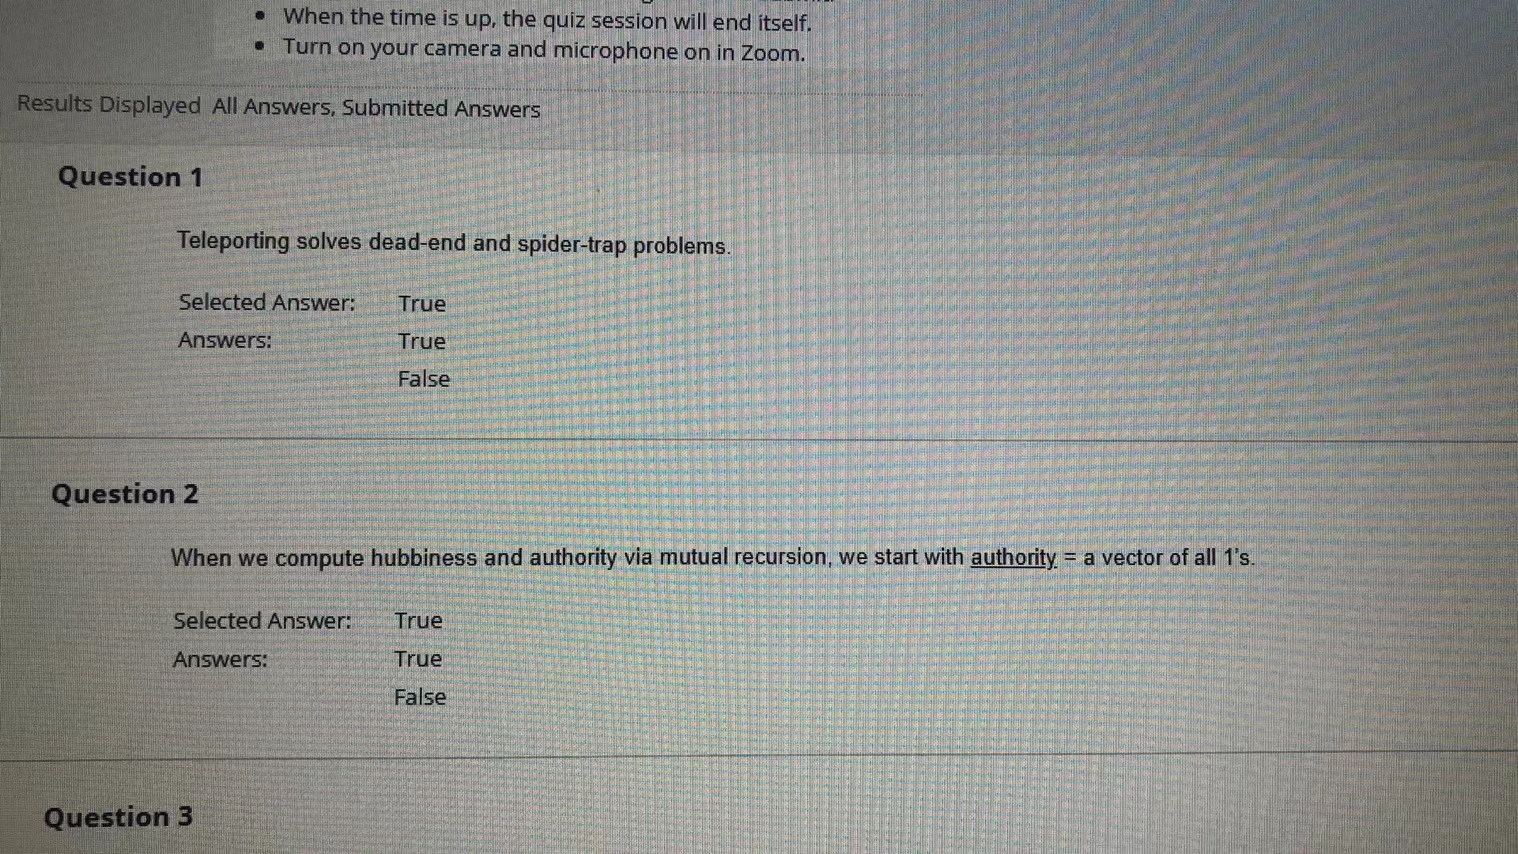 When the time is up, the quiz session will end itself.
Turn on your camera and microphone on in Zoom.
Results Displayed All Answers, Submitted Answers
Question 1
Teleporting solves dead-end and spider-trap problems.
Selected Answer: True
Answers: True
False
Question 2
When we compute hubbiness and authority via mutual recursion, we start with authority = a vector of all 1's.
Selected Answer: True
Answers: True
False
Question 3